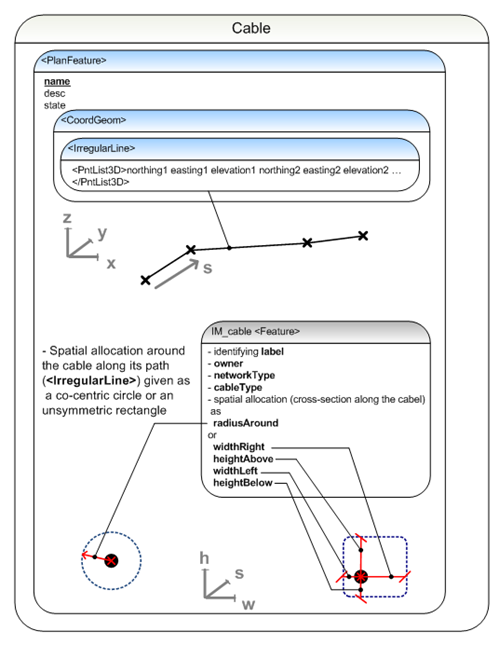 Cable
<PlanFeature>
name
desc
state
<CoordGeom>
<IrregularLine>
<PntList3D>northing1 easting1 elevation1 northing2 easting2 elevation2 ...
</PntList3D>
z
y
x
s
IM_cable <Feature>
- identifying label
- owner
- networkType
- cableType
- spatial allocation (cross-section along the cabel)
as
radiusAround
or
widthRight
heightAbove
widthLeft
heightBelow
- Spatial allocation around
the cable along its path
(<IrregularLine>) given as
a co-centric circle or an
unsymmetric rectangle
h
s
w